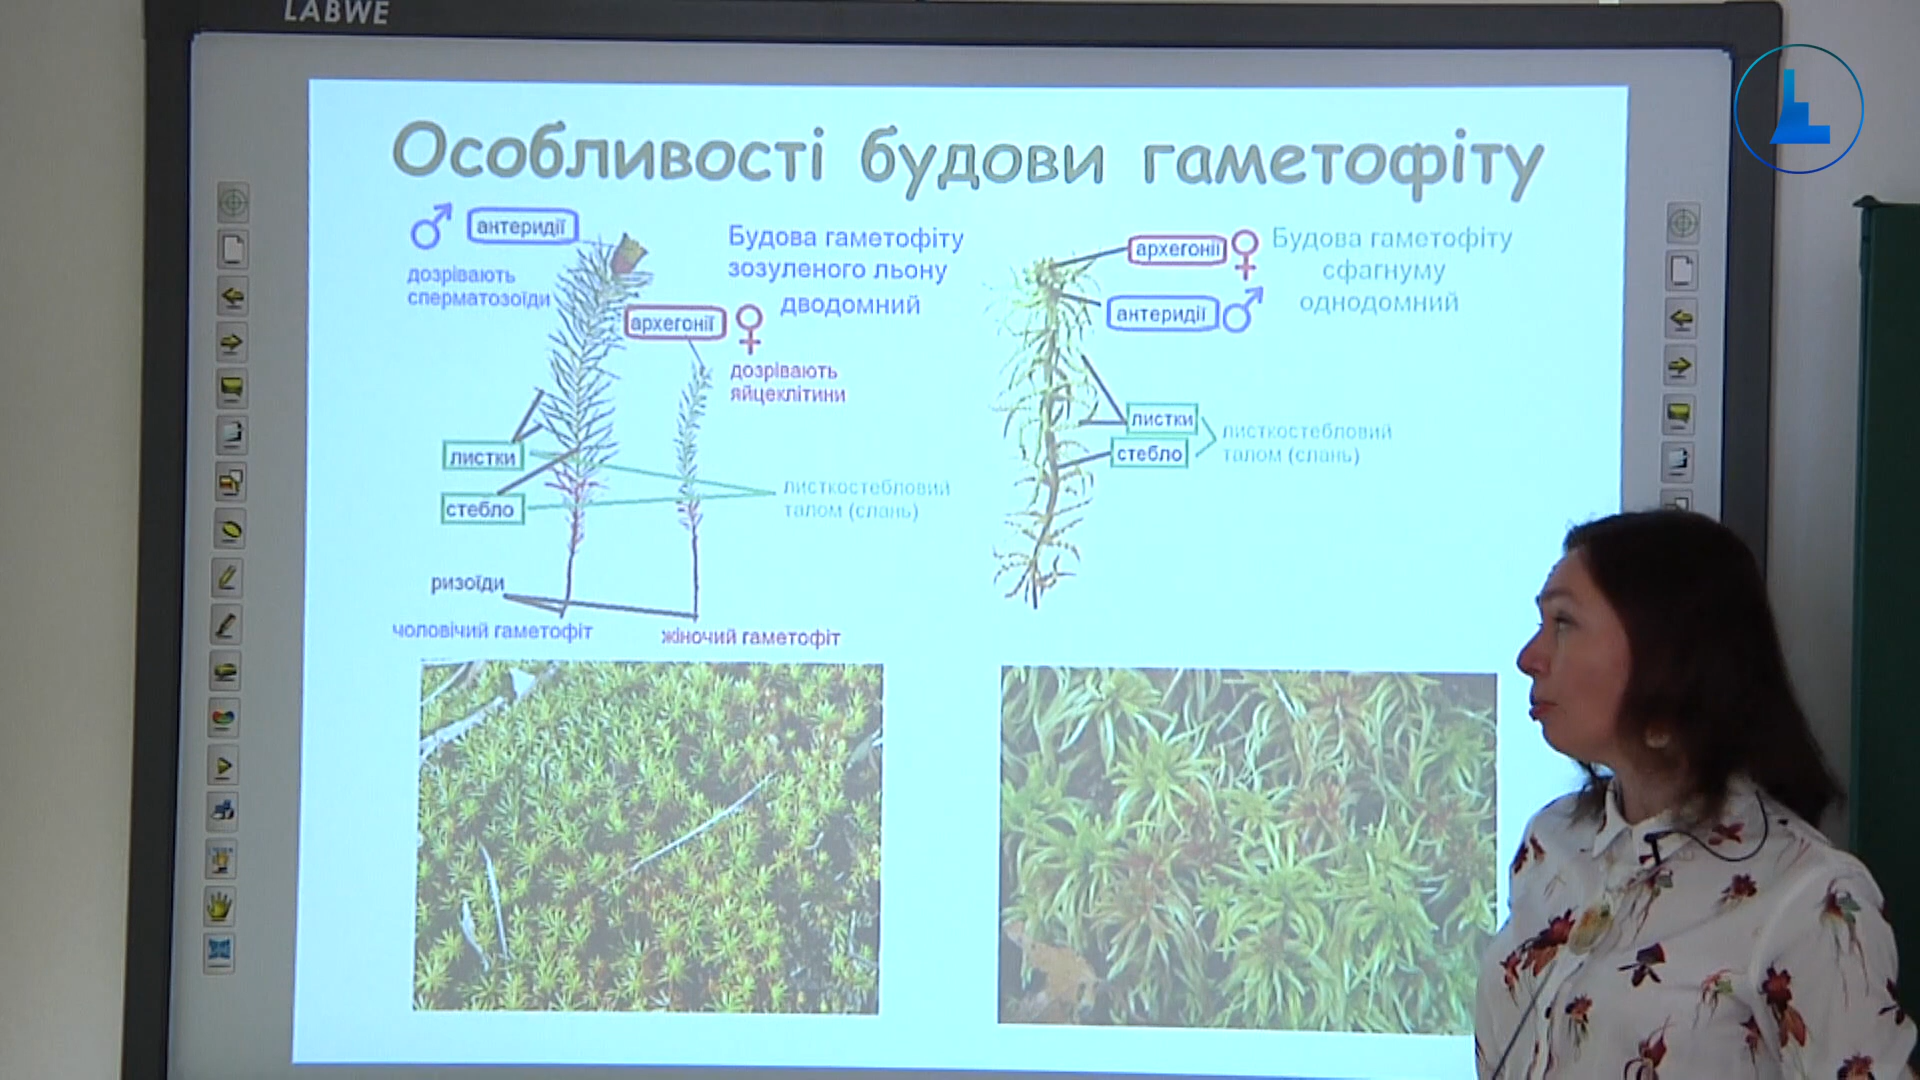 LABWE
Особливості будови гаметофіту
антеридії
дозрівають
сперматозоїди
Будова гаметофіту
зозуленого льону
дводомний
архегонії
дозрівають
яйцеклітини
листки
стебло
листкостебловий
талом (слань)
ризоїди
чоловічий гаметофіт
жіночий гаметофіт
архегонії
Будова гаметофіту
сфагнуму
однодомний
антеридії
листки
стебло
листкостебловий
талом (слань)